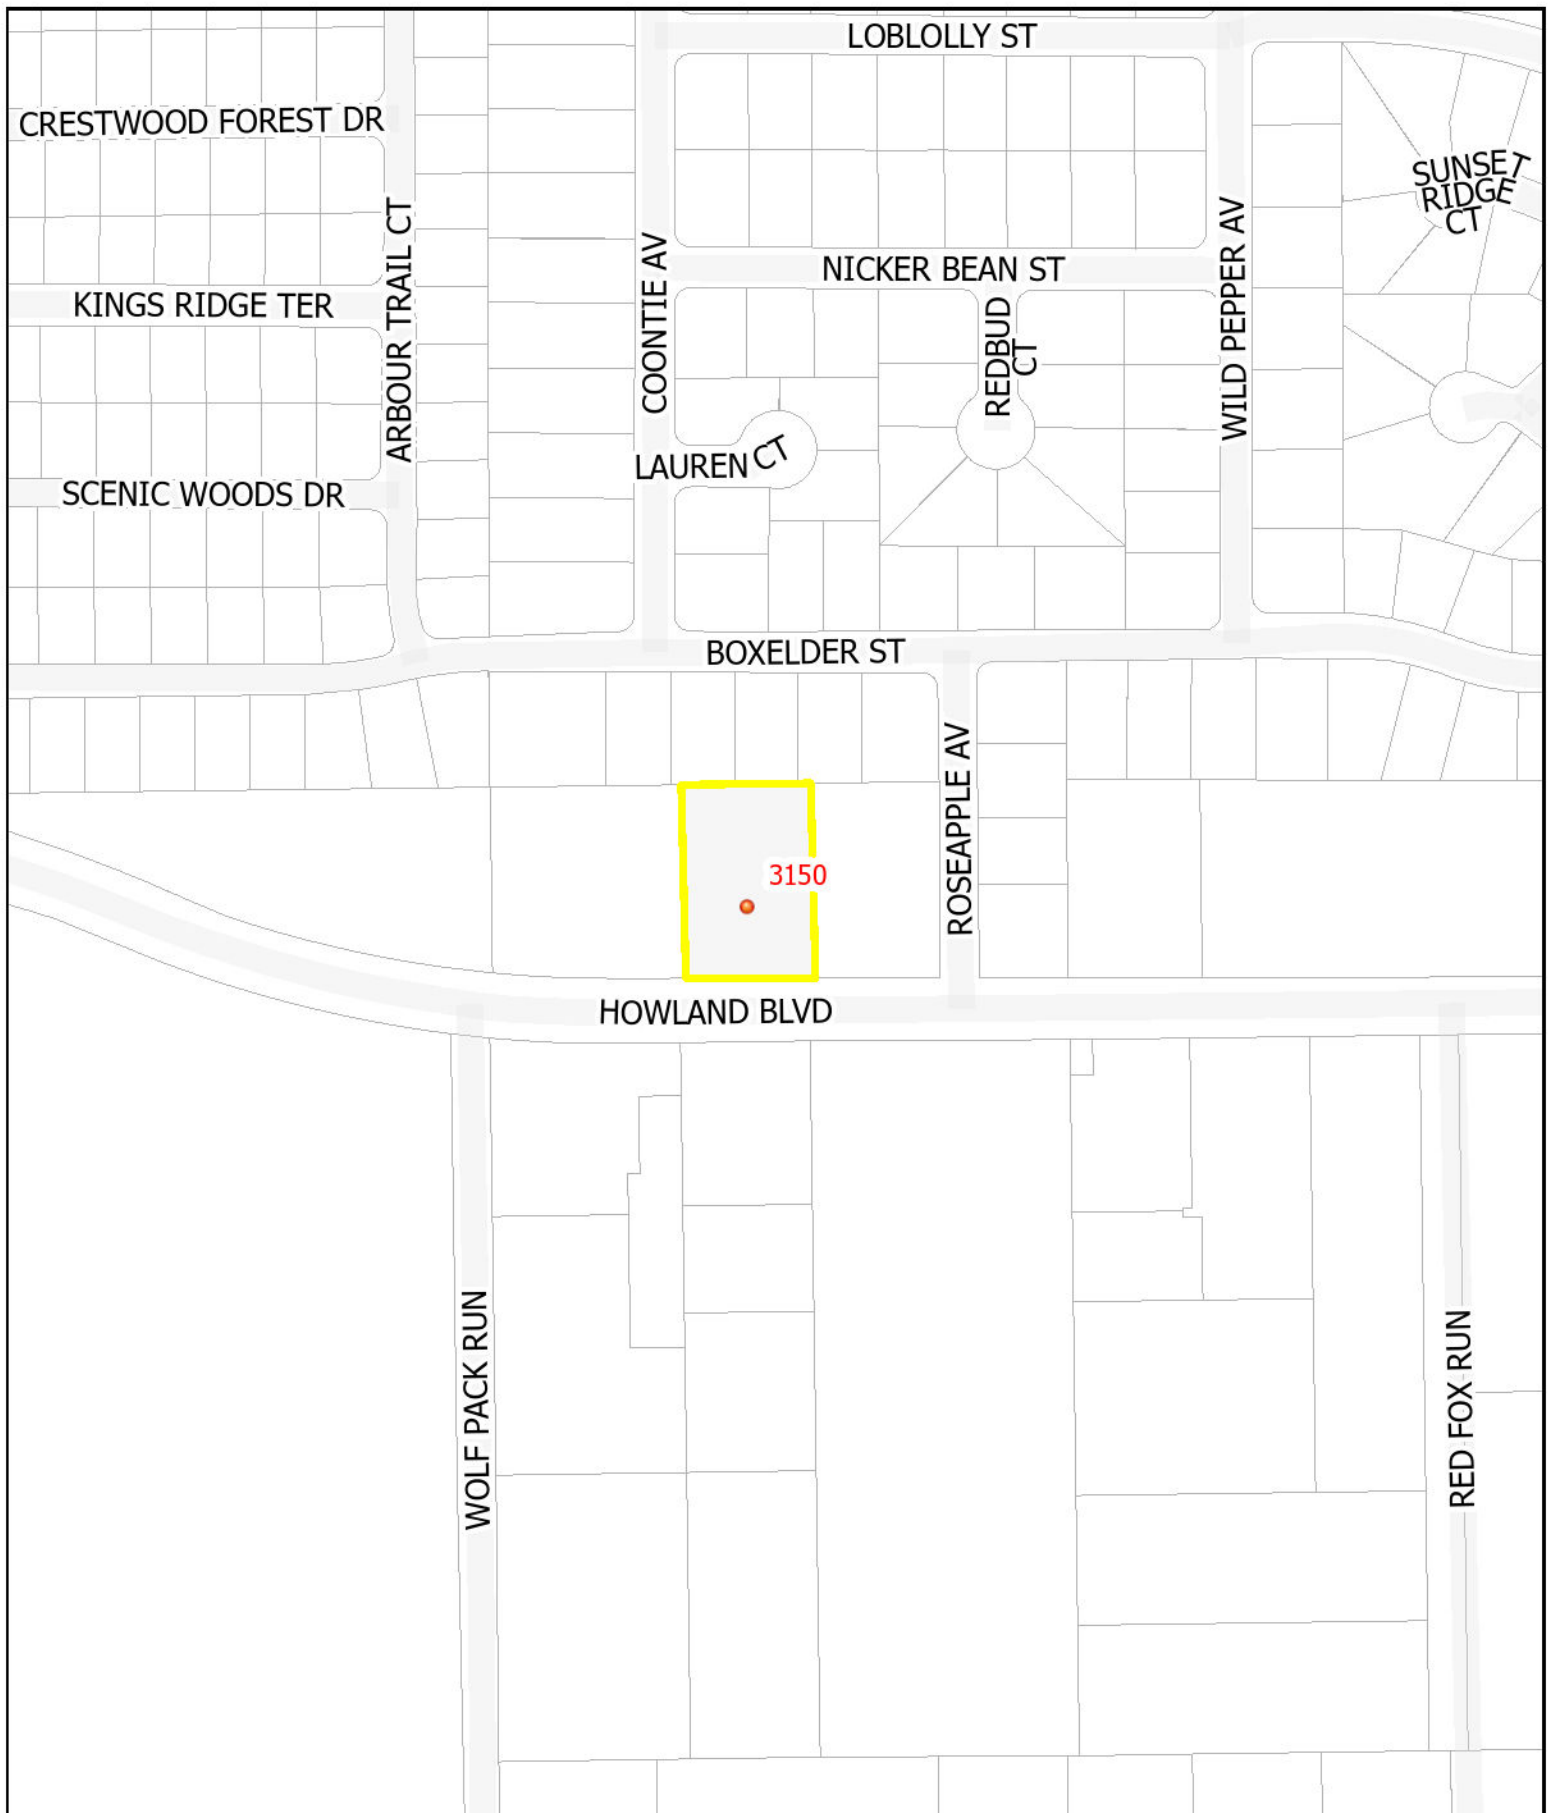 LOBLOLLY ST
CRESTWOOD FOREST DR
SUNSET
RIDGE
CT
ARBOUR TRAIL CT
COONTIE AV
WILD PEPPER AV
NICKER BEAN ST
KINGS RIDGE TER
REDBUD
CT
LAUREN CT
SCENIC WOODS DR
BOXELDER ST
ROSEAPPLE AV
3150
HOWLAND BLVD
WOLF PACK RUN
RED FOX RUN